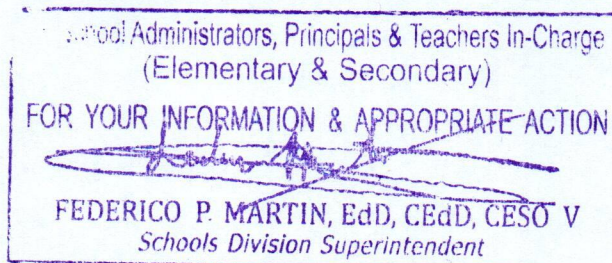 Administrators, Principals & Teachers In-Charge
(Elementary & Secondary)
FOR YOUR INFORMATION & APPROPRIATE ACTION
FEDERICO P. MARTIN, EdD, CEdD, CESO V
Schools Division Superintendent